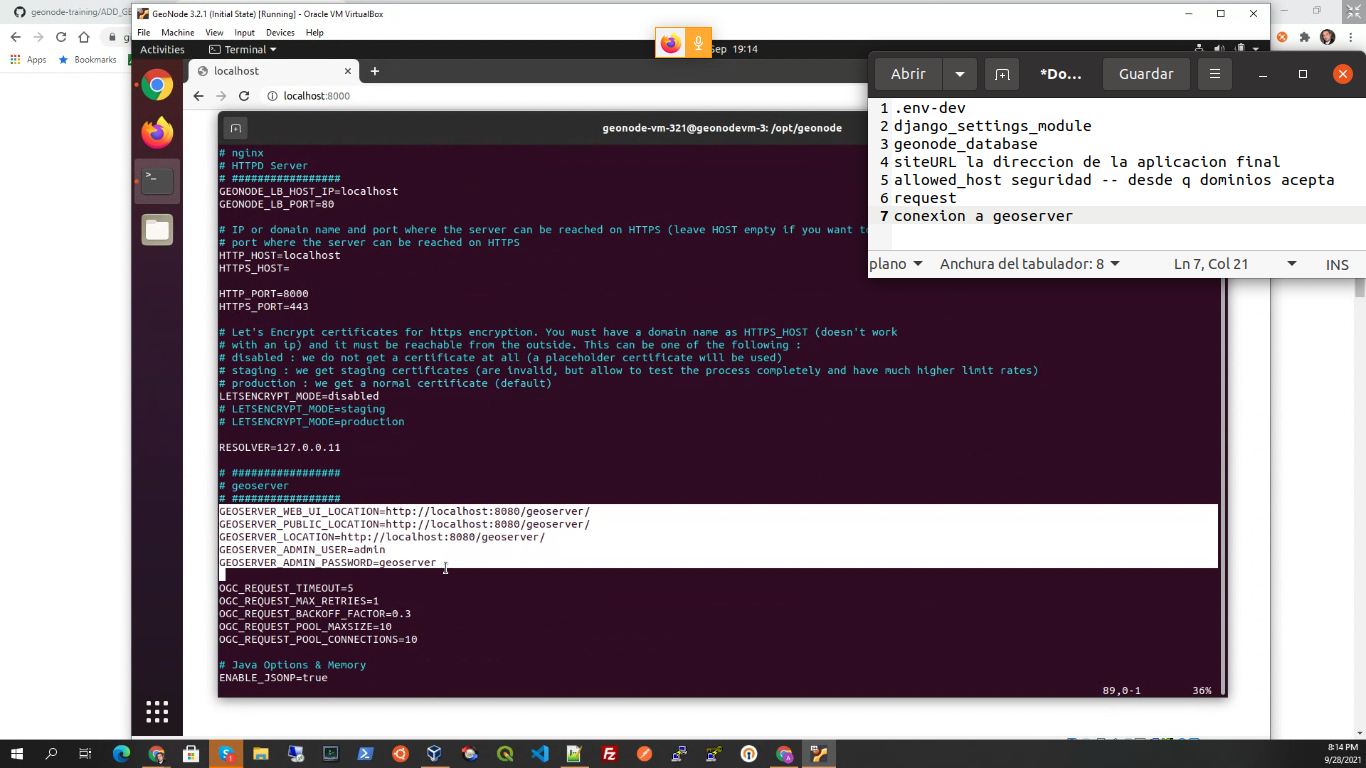 geonode-training/ADD_GE
GeoNode 3.2.1 (Initial State) [Running] - Oracle VM VirtualBox
File Machine View Input Devices Help
Activities
Terminal
Sep 19:14
Apps
Bookmarks
localhost
localhost:8000
geonode-vm-321@geonodevm-3: /opt/geonode
# nginx
# HTTPD Server
# #################
GEONODE_LB_HOST_IP=localhost
GEONODE_LB_PORT=80
# IP or domain name and port where the server can be reached on HTTPS (leave HOST empty if you want to
# port where the server can be reached on HTTPS
HTTP_HOST=localhost
HTTPS_HOST=
HTTP_PORT=8000
HTTPS_PORT=443
# Let's Encrypt certificates for https encryption. You must have a domain name as HTTPS_HOST (doesn't work
# with an ip) and it must be reachable from the outside. This can be one of the following :
# disabled : we do not get a certificate at all (a placeholder certificate will be used)
# staging : we get staging certificates (are invalid, but allow to test the process completely and have much higher limit rates)
# production : we get a normal certificate (default)
LETSENCRYPT_MODE=disabled
# LETSENCRYPT_MODE=staging
# LETSENCRYPT_MODE=production
RESOLVER=127.0.0.11
# #################
# geoserver
# #################
GEOSERVER_WEB_UI_LOCATION=http://localhost:8080/geoserver/
GEOSERVER_PUBLIC_LOCATION=http://localhost:8080/geoserver/
GEOSERVER_LOCATION=http://localhost:8080/geoserver/
GEOSERVER_ADMIN_USER=admin
GEOSERVER_ADMIN_PASSWORD=geoserver
OGC_REQUEST_TIMEOUT=5
OGC_REQUEST_MAX_RETRIES=1
OGC_REQUEST_BACKOFF_FACTOR=0.3
OGC_REQUEST_POOL_MAXSIZE=10
OGC_REQUEST_POOL_CONNECTIONS=10
# Java Options & Memory
ENABLE_JSONP=true
89,0-1 36%
Abrir
*Do...
Guardar
1 .env-dev
2 django_settings_module
3 geonode_database
4 siteURL la direccion de la aplicacion final
5 allowed_host seguridad -- desde q dominios acepta
6 request
7 conexion a geoserver
plano
Anchura del tabulador: 8
Ln 7, Col 21
INS
8:14 PM
9/28/2021